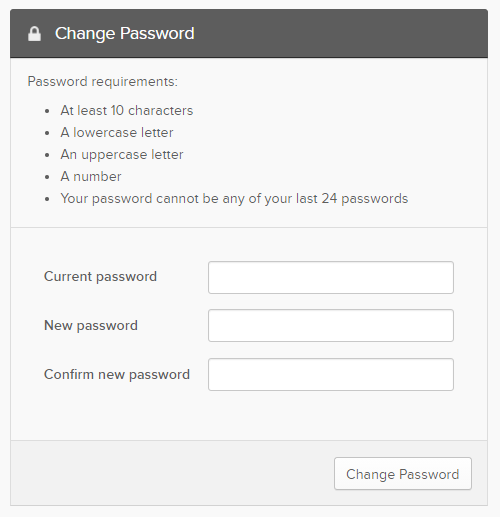 Change Password
Password requirements:
• At least 10 characters
• A lowercase letter
• An uppercase letter
• A number
• Your password cannot be any of your last 24 passwords
Current password
New password
Confirm new password
Change Password